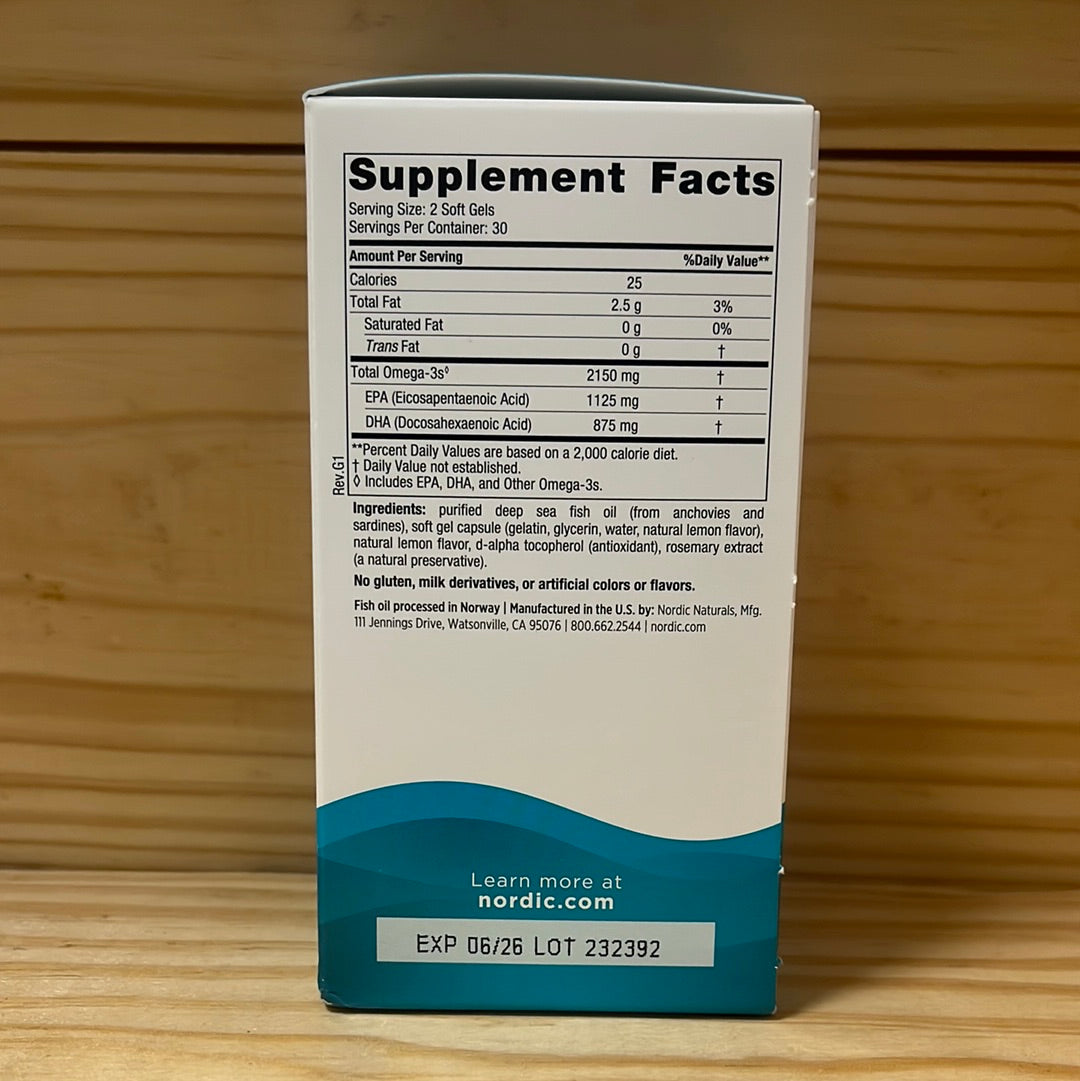 Supplement Facts
Serving Size: 2 Soft Gels
Servings Per Container: 30
Amount Per Serving %Daily Value**
Calories 25
Total Fat 2.5 g 3%
Saturated Fat 0 g 0%
Trans Fat 0 g †
Total Omega-3s◊ 2150 mg †
EPA (Eicosapentaenoic Acid) 1125 mg †
DHA (Docosahexaenoic Acid) 875 mg †
**Percent Daily Values are based on a 2,000 calorie diet.
† Daily Value not established.
◊ Includes EPA, DHA, and Other Omega-3s.
Rev.G1
Ingredients: purified deep sea fish oil (from anchovies and
sardines), soft gel capsule (gelatin, glycerin, water, natural lemon flavor),
natural lemon flavor, d-alpha tocopherol (antioxidant), rosemary extract
(a natural preservative).
No gluten, milk derivatives, or artificial colors or flavors.
Fish oil processed in Norway | Manufactured in the U.S. by: Nordic Naturals, Mfg.
111 Jennings Drive, Watsonville, CA 95076 | 800.662.2544 | nordic.com
Learn more at
nordic.com
EXP 06/26 LOT 232392